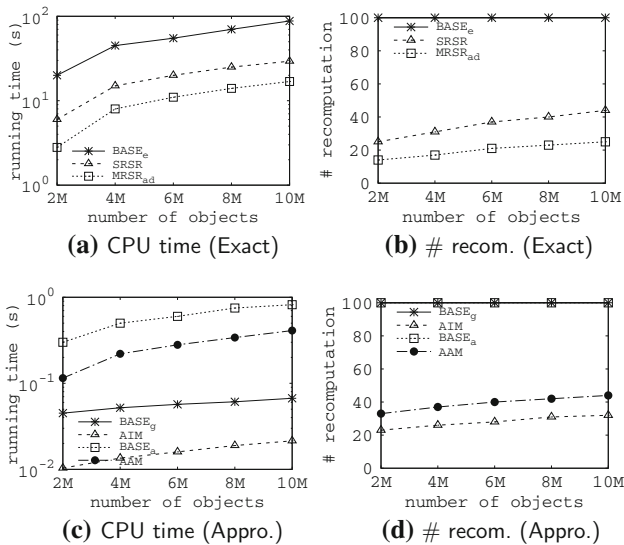 running time (s)
10^2
10^1
10^0
BASE_e
SRSR
MRSR_ad
2M 4M 6M 8M 10M
number of objects
(a) CPU time (Exact)
# recomputation
100
80
60
40
20
0
BASE_e
SRSR
MRSR_ad
2M 4M 6M 8M 10M
number of objects
(b) # recom. (Exact)
running time (s)
10^0
10^-1
10^-2
BASE_g
AIM
BASE_a
AAM
2M 4M 6M 8M 10M
number of objects
(c) CPU time (Appro.)
# recomputation
100
80
60
40
20
0
BASE_g
AIM
BASE_a
AAM
2M 4M 6M 8M 10M
number of objects
(d) # recom. (Appro.)